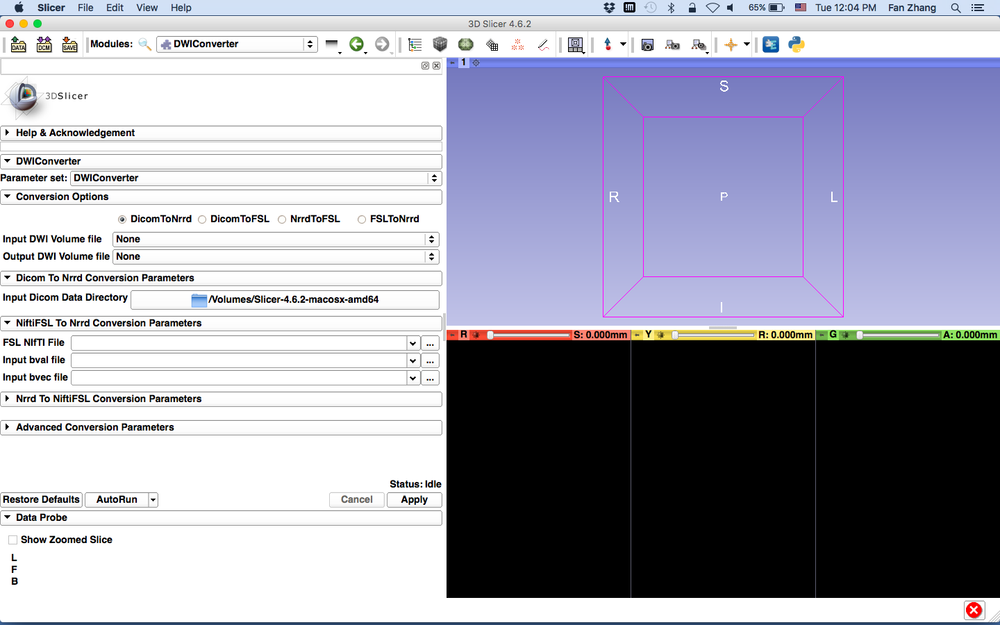 Slicer File Edit View Help 65% Tue 12:04 PM Fan Zhang
3D Slicer 4.6.2
DATA DCM SAVE Modules: DWIConverter
1
3DSlicer
S
Help & Acknowledgement
DWIConverter
Parameter set: DWIConverter
Conversion Options
R P L
DicomToNrrd DicomToFSL NrrdToFSL FSLToNrrd
Input DWI Volume file None
Output DWI Volume file None
Dicom To Nrrd Conversion Parameters
Input Dicom Data Directory /Volumes/Slicer-4.6.2-macosx-amd64
I
NiftiFSL To Nrrd Conversion Parameters
R S: 0.000mm Y R: 0.000mm G A: 0.000mm
FSL NIfTI File ...
Input bval file ...
Input bvec file ...
Nrrd To NiftiFSL Conversion Parameters
Advanced Conversion Parameters
Status: Idle
Restore Defaults AutoRun Cancel Apply
Data Probe
Show Zoomed Slice
L
F
B